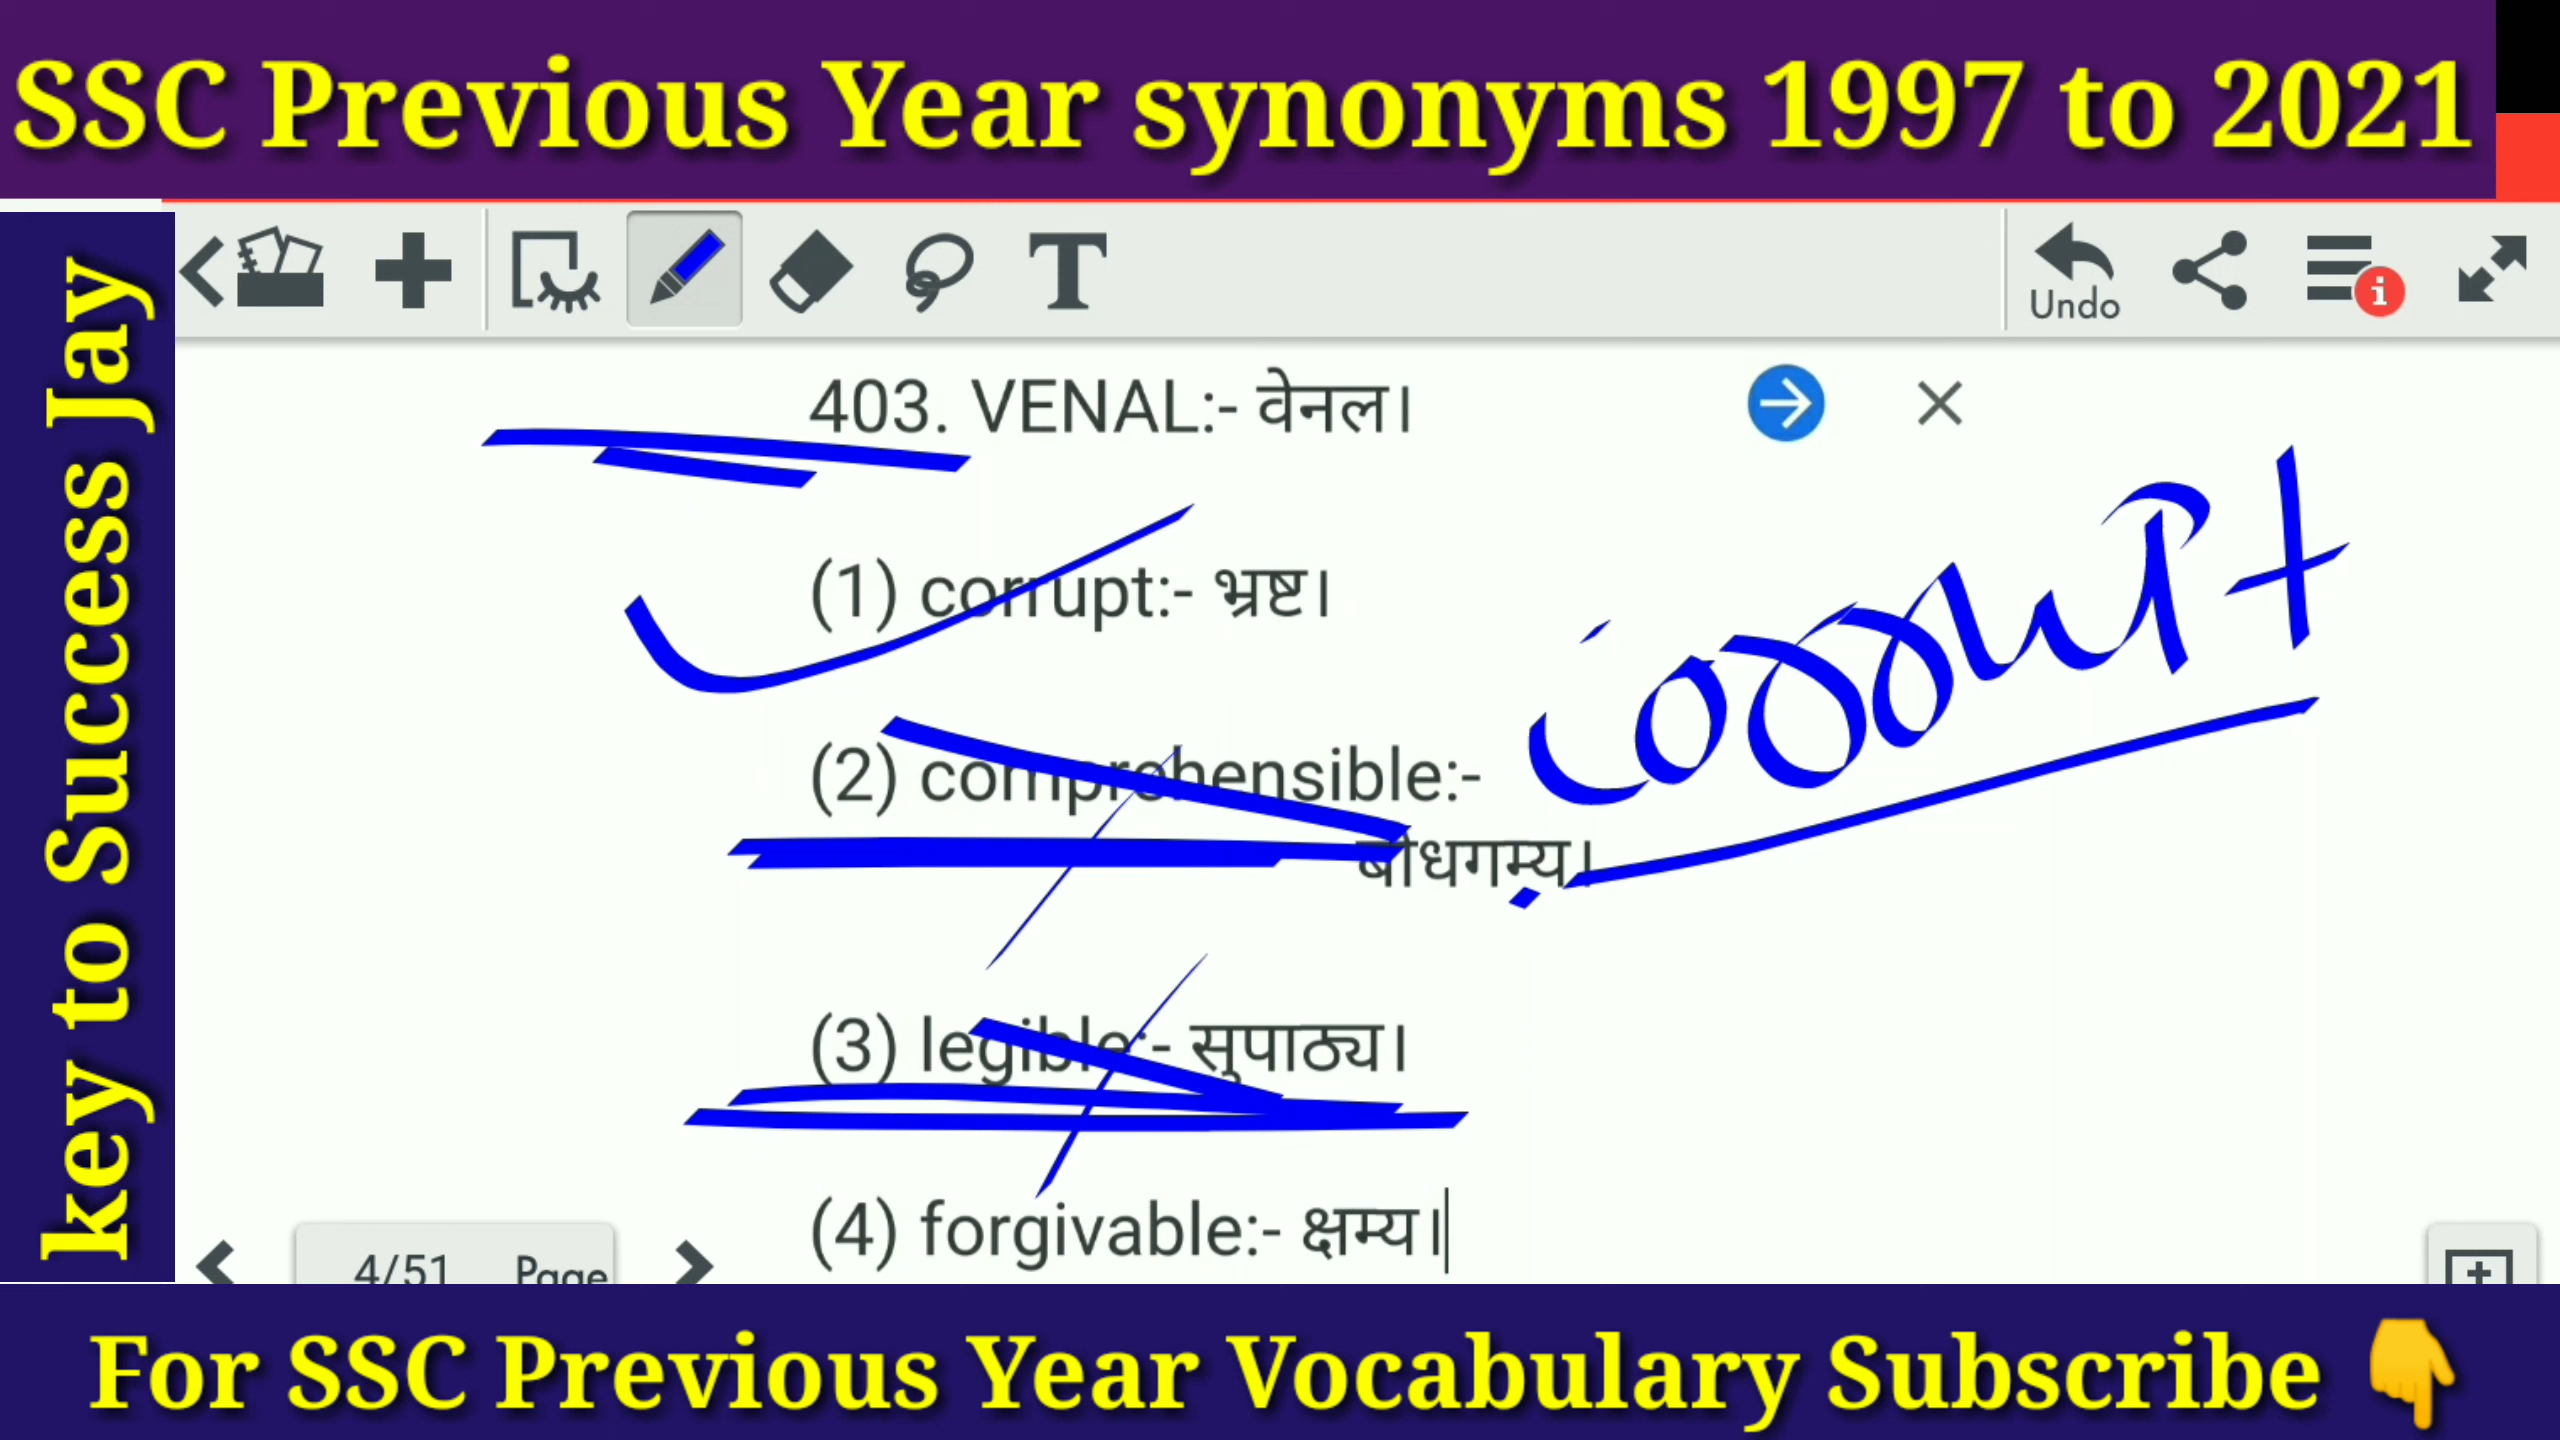 SSC Previous Year synonyms 1997 to 2021
key to Success Jay
T
Undo
403. VENAL:- वेनल।
(1) corrupt:- भ्रष्ट।
corrupt
(2) comprehensible:-
बोधगम्य।
(3) legible:- सुपाठ्य।
(4) forgivable:- क्षम्य।
4/51 Page
For SSC Previous Year Vocabulary Subscribe 👇